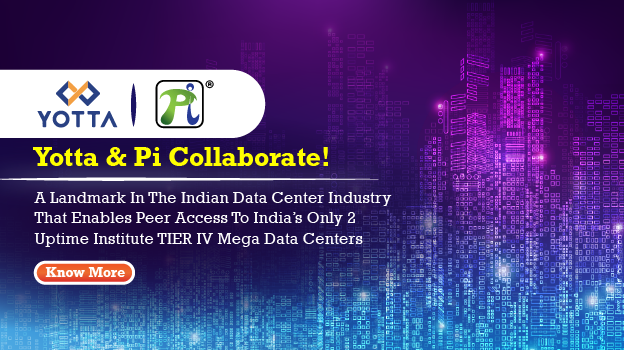 YOTTA
Pi®
Yotta & Pi Collaborate!
A Landmark In The Indian Data Center Industry
That Enables Peer Access To India's Only 2
Uptime Institute TIER IV Mega Data Centers
Know More